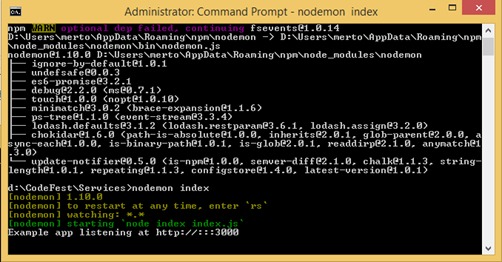 Administrator: Command Prompt - nodemon index
npm WARN optional dep failed, continuing fsevents@1.0.14
D:\Users\merto\AppData\Roaming\npm\nodemon -> D:\Users\merto\AppData\Roaming\npm
\node_modules\nodemon\bin\nodemon.js
nodemon@1.10.0 D:\Users\merto\AppData\Roaming\npm\node_modules\nodemon
├── ignore-by-default@1.0.1
├── undefsafe@0.0.3
├── es6-promise@3.2.1
├── debug@2.2.0 (ms@0.7.1)
├── touch@1.0.0 (nopt@1.0.10)
├── minimatch@3.0.2 (brace-expansion@1.1.6)
├── ps-tree@1.1.0 (event-stream@3.3.4)
├── lodash.defaults@3.1.2 (lodash.restparam@3.6.1, lodash.assign@3.2.0)
├── chokidar@1.6.0 (path-is-absolute@1.0.0, inherits@2.0.1, glob-parent@2.0.0, a
sync-each@1.0.0, is-binary-path@1.0.1, is-glob@2.0.1, readdirp@2.1.0, anymatch@1
.3.0)
└── update-notifier@0.5.0 (is-npm@1.0.0, semver-diff@2.1.0, chalk@1.1.3, string-
length@1.0.1, repeating@1.1.3, configstore@1.4.0, latest-version@1.0.1)
d:\CodeFest\Services>nodemon index
[nodemon] 1.10.0
[nodemon] to restart at any time, enter `rs`
[nodemon] watching: *.*
[nodemon] starting `node index index.js`
Example app listening at http://:::3000